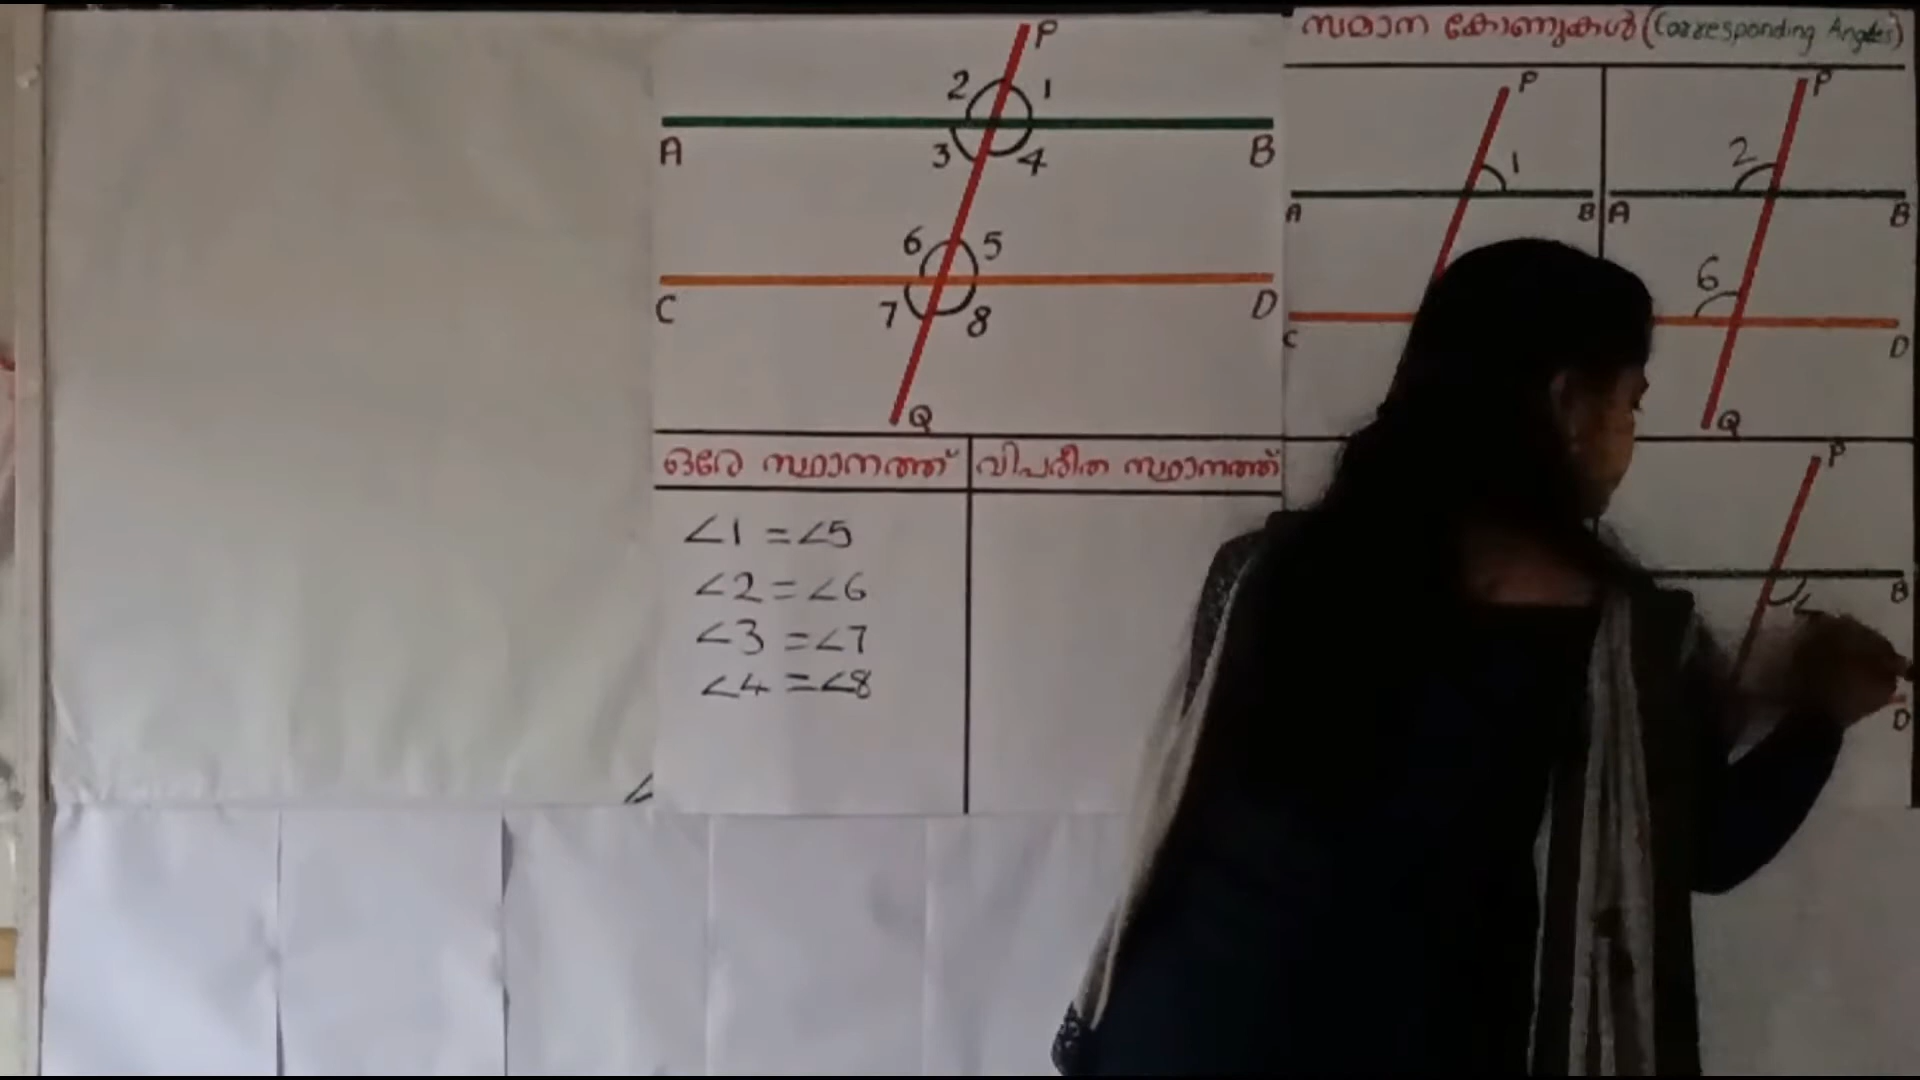 P
2 1
A 3 4 B
6 5
C 7 8 D
Q
ഒരേ സ്ഥാനത്ത് വിപരീത സ്ഥാനത്ത്
∠1 = ∠5
∠2 = ∠6
∠3 = ∠7
∠4 = ∠8
സമാന കോണുകൾ (Corresponding Angles)
P
1
A B
C
P
2
A B
6
D
Q
P
B
D